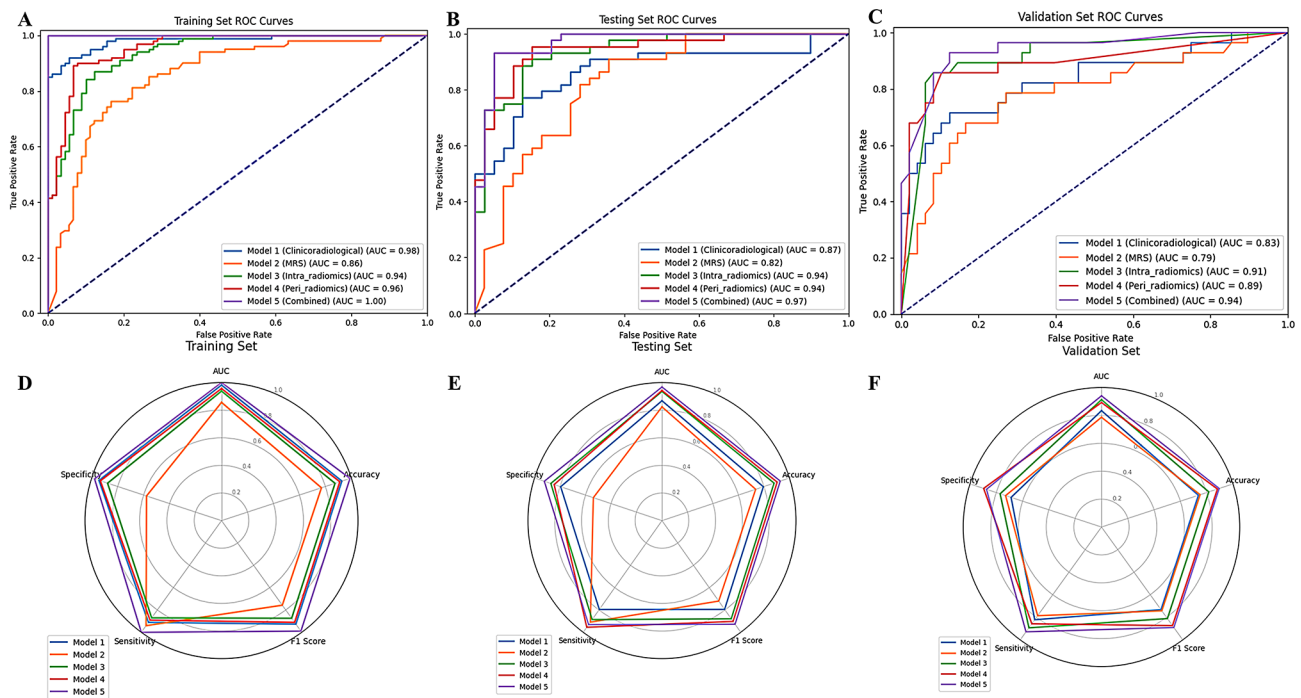 A
Training Set ROC Curves
True Positive Rate
1.0
0.8
0.6
0.4
0.2
0.0
Model 1 (Clinicoradiological) (AUC = 0.98)
Model 2 (MRS) (AUC = 0.86)
Model 3 (Intra_radiomics) (AUC = 0.94)
Model 4 (Peri_radiomics) (AUC = 0.96)
Model 5 (Combined) (AUC = 1.00)
0.0 0.2 0.4 0.6 0.8 1.0
False Positive Rate
B
Testing Set ROC Curves
True Positive Rate
1.0
0.8
0.6
0.4
0.2
0.0
Model 1 (Clinicoradiological) (AUC = 0.87)
Model 2 (MRS) (AUC = 0.82)
Model 3 (Intra_radiomics) (AUC = 0.94)
Model 4 (Peri_radiomics) (AUC = 0.94)
Model 5 (Combined) (AUC = 0.97)
0.0 0.2 0.4 0.6 0.8 1.0
False Positive Rate
C
Validation Set ROC Curves
True Positive Rate
1.0
0.8
0.6
0.4
0.2
0.0
Model 1 (Clinicoradiological) (AUC = 0.83)
Model 2 (MRS) (AUC = 0.79)
Model 3 (Intra_radiomics) (AUC = 0.91)
Model 4 (Peri_radiomics) (AUC = 0.89)
Model 5 (Combined) (AUC = 0.94)
0.0 0.2 0.4 0.6 0.8 1.0
False Positive Rate
D
Training Set
AUC
1.0
0.8
0.6
0.4
0.2
Specificity
Accuracy
Sensitivity
F1 Score
Model 1
Model 2
Model 3
Model 4
Model 5
E
Testing Set
AUC
1.0
0.8
0.6
0.4
0.2
Specificity
Accuracy
Sensitivity
F1 Score
Model 1
Model 2
Model 3
Model 4
Model 5
F
Validation Set
AUC
1.0
0.8
0.6
0.4
0.2
Specificity
Accuracy
Sensitivity
F1 Score
Model 1
Model 2
Model 3
Model 4
Model 5